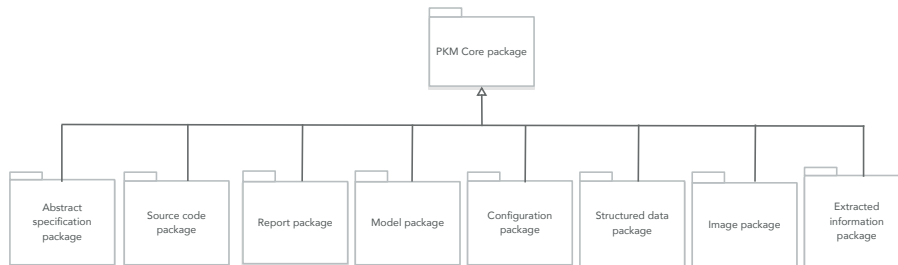 PKM Core package
Abstract
specification
package
Source code
package
Report package
Model package
Configuration
package
Structured data
package
Image package
Extracted
information
package